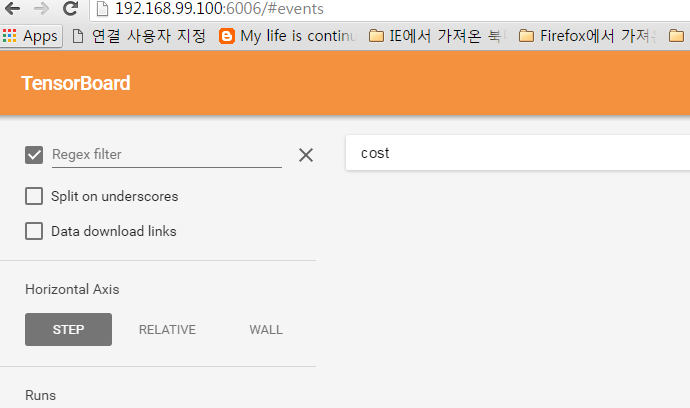 192.168.99.100:6006/#events
Apps 연결 사용자 지정 My life is continu IE에서 가져온 북 Firefox에서 가져
TensorBoard
Regex filter
cost
Split on underscores
Data download links
Horizontal Axis
STEP RELATIVE WALL
Runs